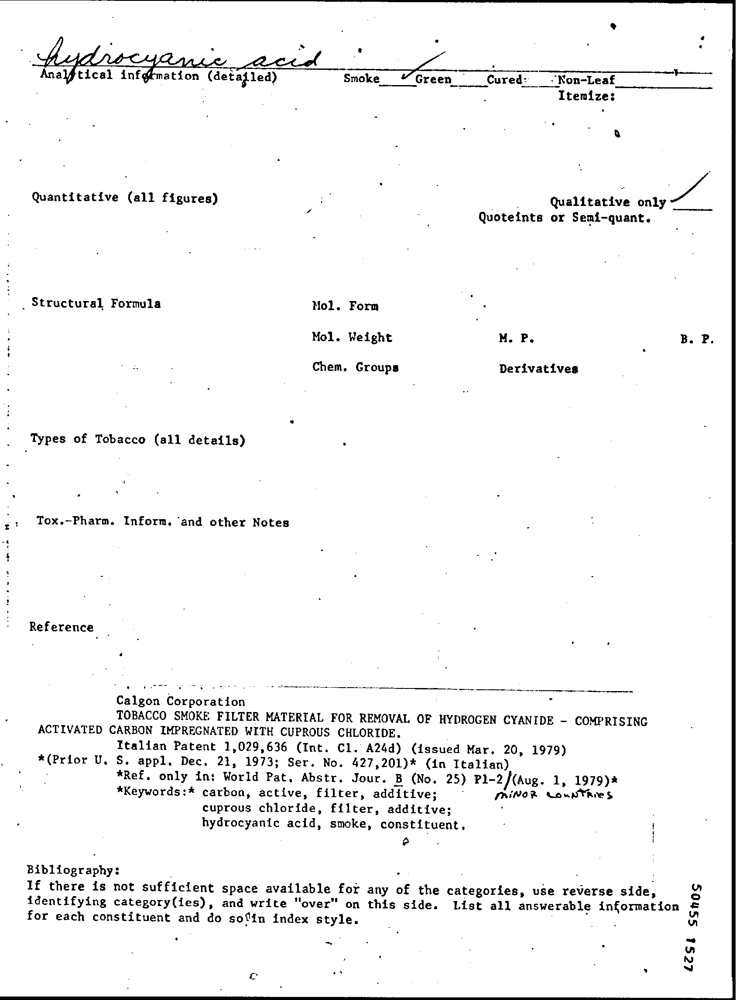 hydrocyanic acid
Analytical information (detailed) Smoke ✓ Green Cured: Non-Leaf
Itemize:
Quantitative (all figures) Qualitative only ✓
Quoteints or Semi-quant.
Structural Formula Mol. Form
Mol. Weight M. P. B. P.
Chem. Groups Derivatives
Types of Tobacco (all details)
Tox.-Pharm. Inform. and other Notes
Reference
Calgon Corporation
TOBACCO SMOKE FILTER MATERIAL FOR REMOVAL OF HYDROGEN CYANIDE - COMPRISING
ACTIVATED CARBON IMPREGNATED WITH CUPROUS CHLORIDE.
Italian Patent 1,029,636 (Int. Cl. A24d) (issued Mar. 20, 1979)
*(Prior U. S. appl. Dec. 21, 1973; Ser. No. 427,201)* (in Italian)
*Ref. only in: World Pat. Abstr. Jour. B (No. 25) P1-2/(Aug. 1, 1979)*
*Keywords:* carbon, active, filter, additive; MINOR COUNTRIES
cuprous chloride, filter, additive;
hydrocyanic acid, smoke, constituent.
Bibliography:
If there is not sufficient space available for any of the categories, use reverse side,
identifying category(ies), and write "over" on this side. List all answerable information
for each constituent and do so in index style.
50455 1527